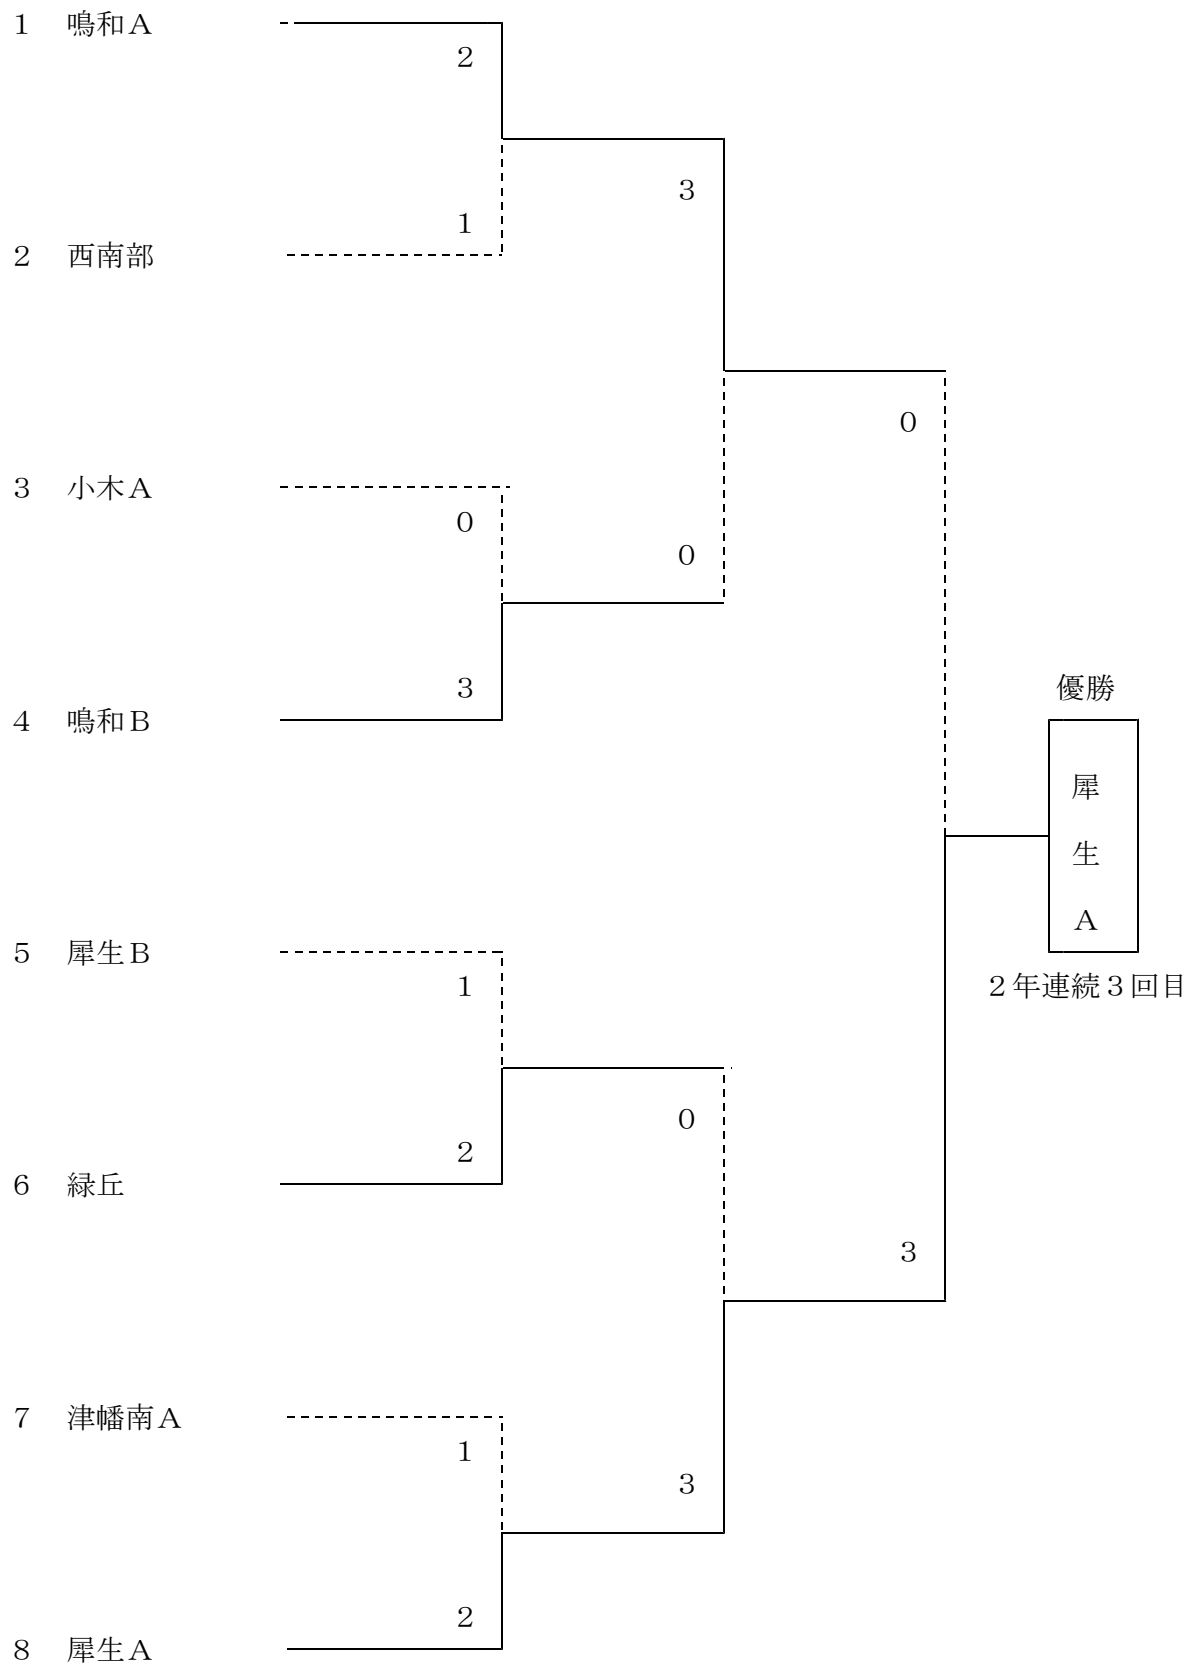 １　鳴和Ａ
２
３
１
２　西南部
０
３　小木Ａ
０
０
３
４　鳴和Ｂ
優勝
犀
生
Ａ
２年連続３回目
５　犀生Ｂ
１
０
２
６　緑丘
３
７　津幡南Ａ
１
３
２
８　犀生Ａ